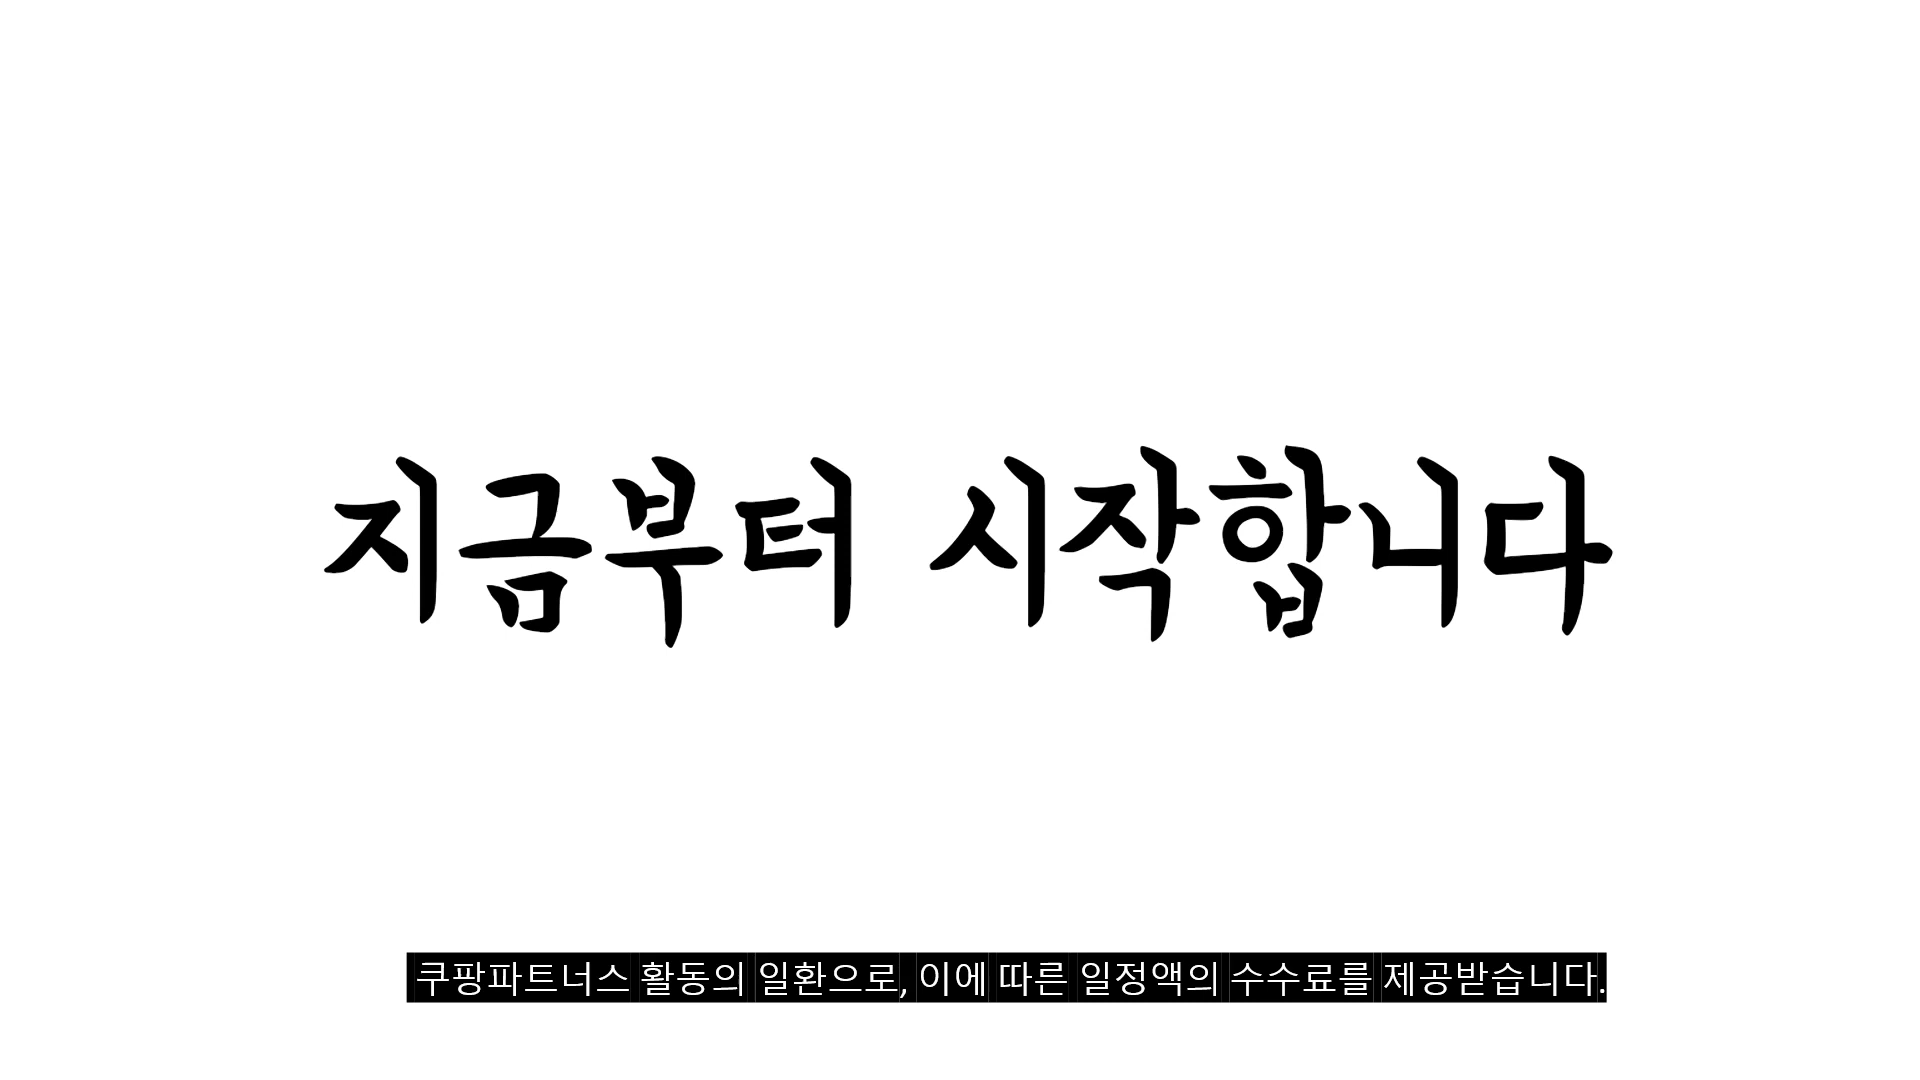 지금부터 시작합니다
쿠팡파트너스 활동의 일환으로, 이에 따른 일정액의 수수료를 제공받습니다.